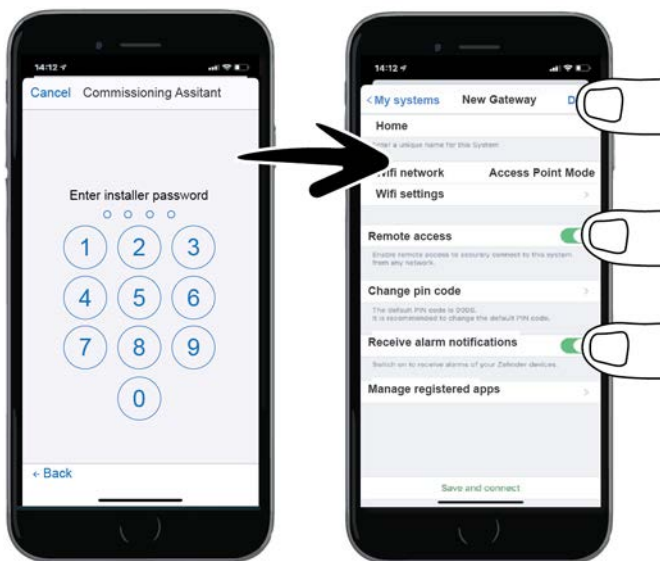 14:12
Cancel Commissioning Assitant
Enter installer password
1 2 3
4 5 6
7 8 9
0
← Back
14:12
< My systems New Gateway D
Home
Enter a unique name for this System
Wifi network Access Point Mode
Wifi settings >
Remote access
Enable remote access to securely connect to this system
from any network.
Change pin code >
The default PIN code is 0000.
It is recommended to change the default PIN code.
Receive alarm notifications
Switch on to receive alarms of your Zehnder devices.
Manage registered apps >
Save and connect